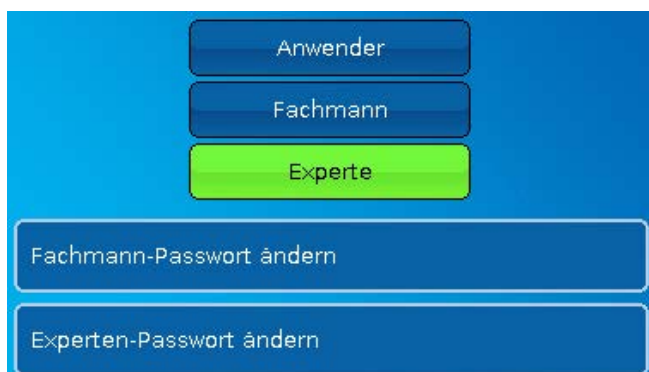 Anwender
Fachmann
Experte
Fachmann-Passwort ändern
Experten-Passwort ändern